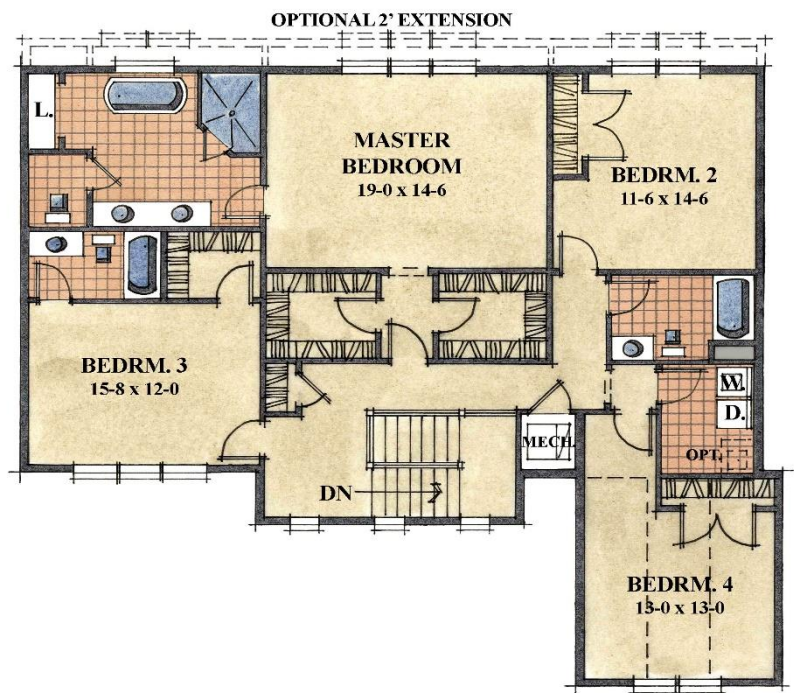 OPTIONAL 2' EXTENSION
L.
MASTER
BEDROOM
19-0 x 14-6
BEDRM. 2
11-6 x 14-6
BEDRM. 3
15-8 x 12-0
W.
D.
MECH.
OPT.
DN
BEDRM. 4
13-0 x 13-0